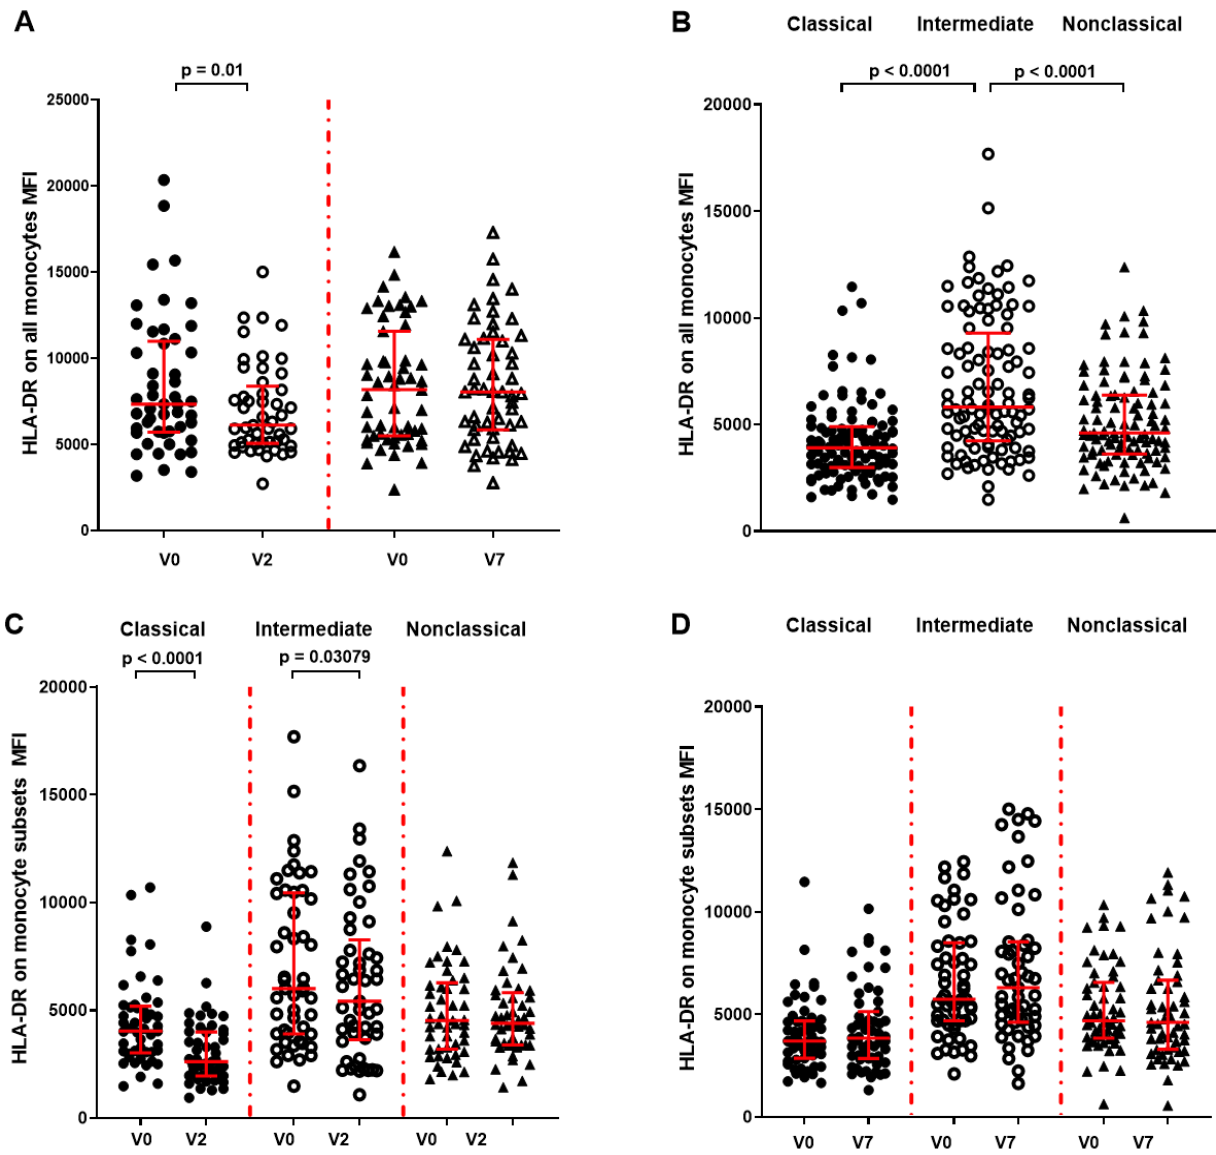 A
p = 0.01
HLA-DR on all monocytes MFI
25000
20000
15000
10000
5000
0
V0
V2
V0
V7
B
Classical
Intermediate
Nonclassical
p < 0.0001
p < 0.0001
HLA-DR on all monocytes MFI
20000
15000
10000
5000
0
C
Classical
Intermediate
Nonclassical
p < 0.0001
p = 0.03079
HLA-DR on monocyte subsets MFI
20000
15000
10000
5000
0
V0
V2
V0
V2
V0
V2
D
Classical
Intermediate
Nonclassical
HLA-DR on monocyte subsets MFI
20000
15000
10000
5000
0
V0
V7
V0
V7
V0
V7